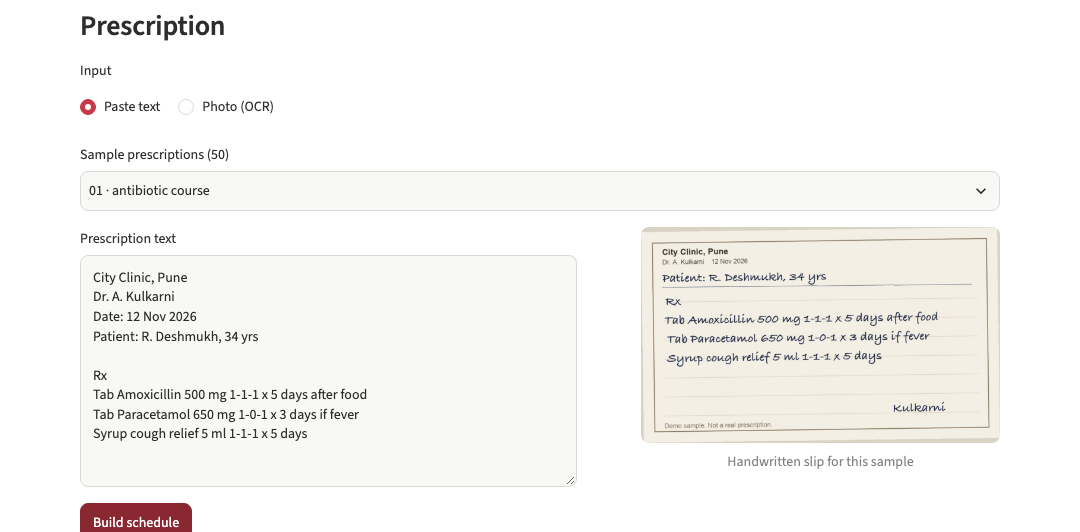 Prescription
Input
Paste text
Photo (OCR)
Sample prescriptions (50)
01 · antibiotic course
Prescription text
City Clinic, Pune
Dr. A. Kulkarni
Date: 12 Nov 2026
Patient: R. Deshmukh, 34 yrs
Rx
Tab Amoxicillin 500 mg 1-1-1 x 5 days after food
Tab Paracetamol 650 mg 1-0-1 x 3 days if fever
Syrup cough relief 5 ml 1-1-1 x 5 days
City Clinic, Pune
Dr. A. Kulkarni 12 Nov 2026
Patient: R. Deshmukh, 34 yrs
Rx
Tab Amoxicillin 500 mg 1-1-1 x 5 days after food
Tab Paracetamol 650 mg 1-0-1 x 3 days if fever
Syrup cough relief 5 ml 1-1-1 x 5 days
Kulkarni
Demo sample. Not a real prescription.
Handwritten slip for this sample
Build schedule